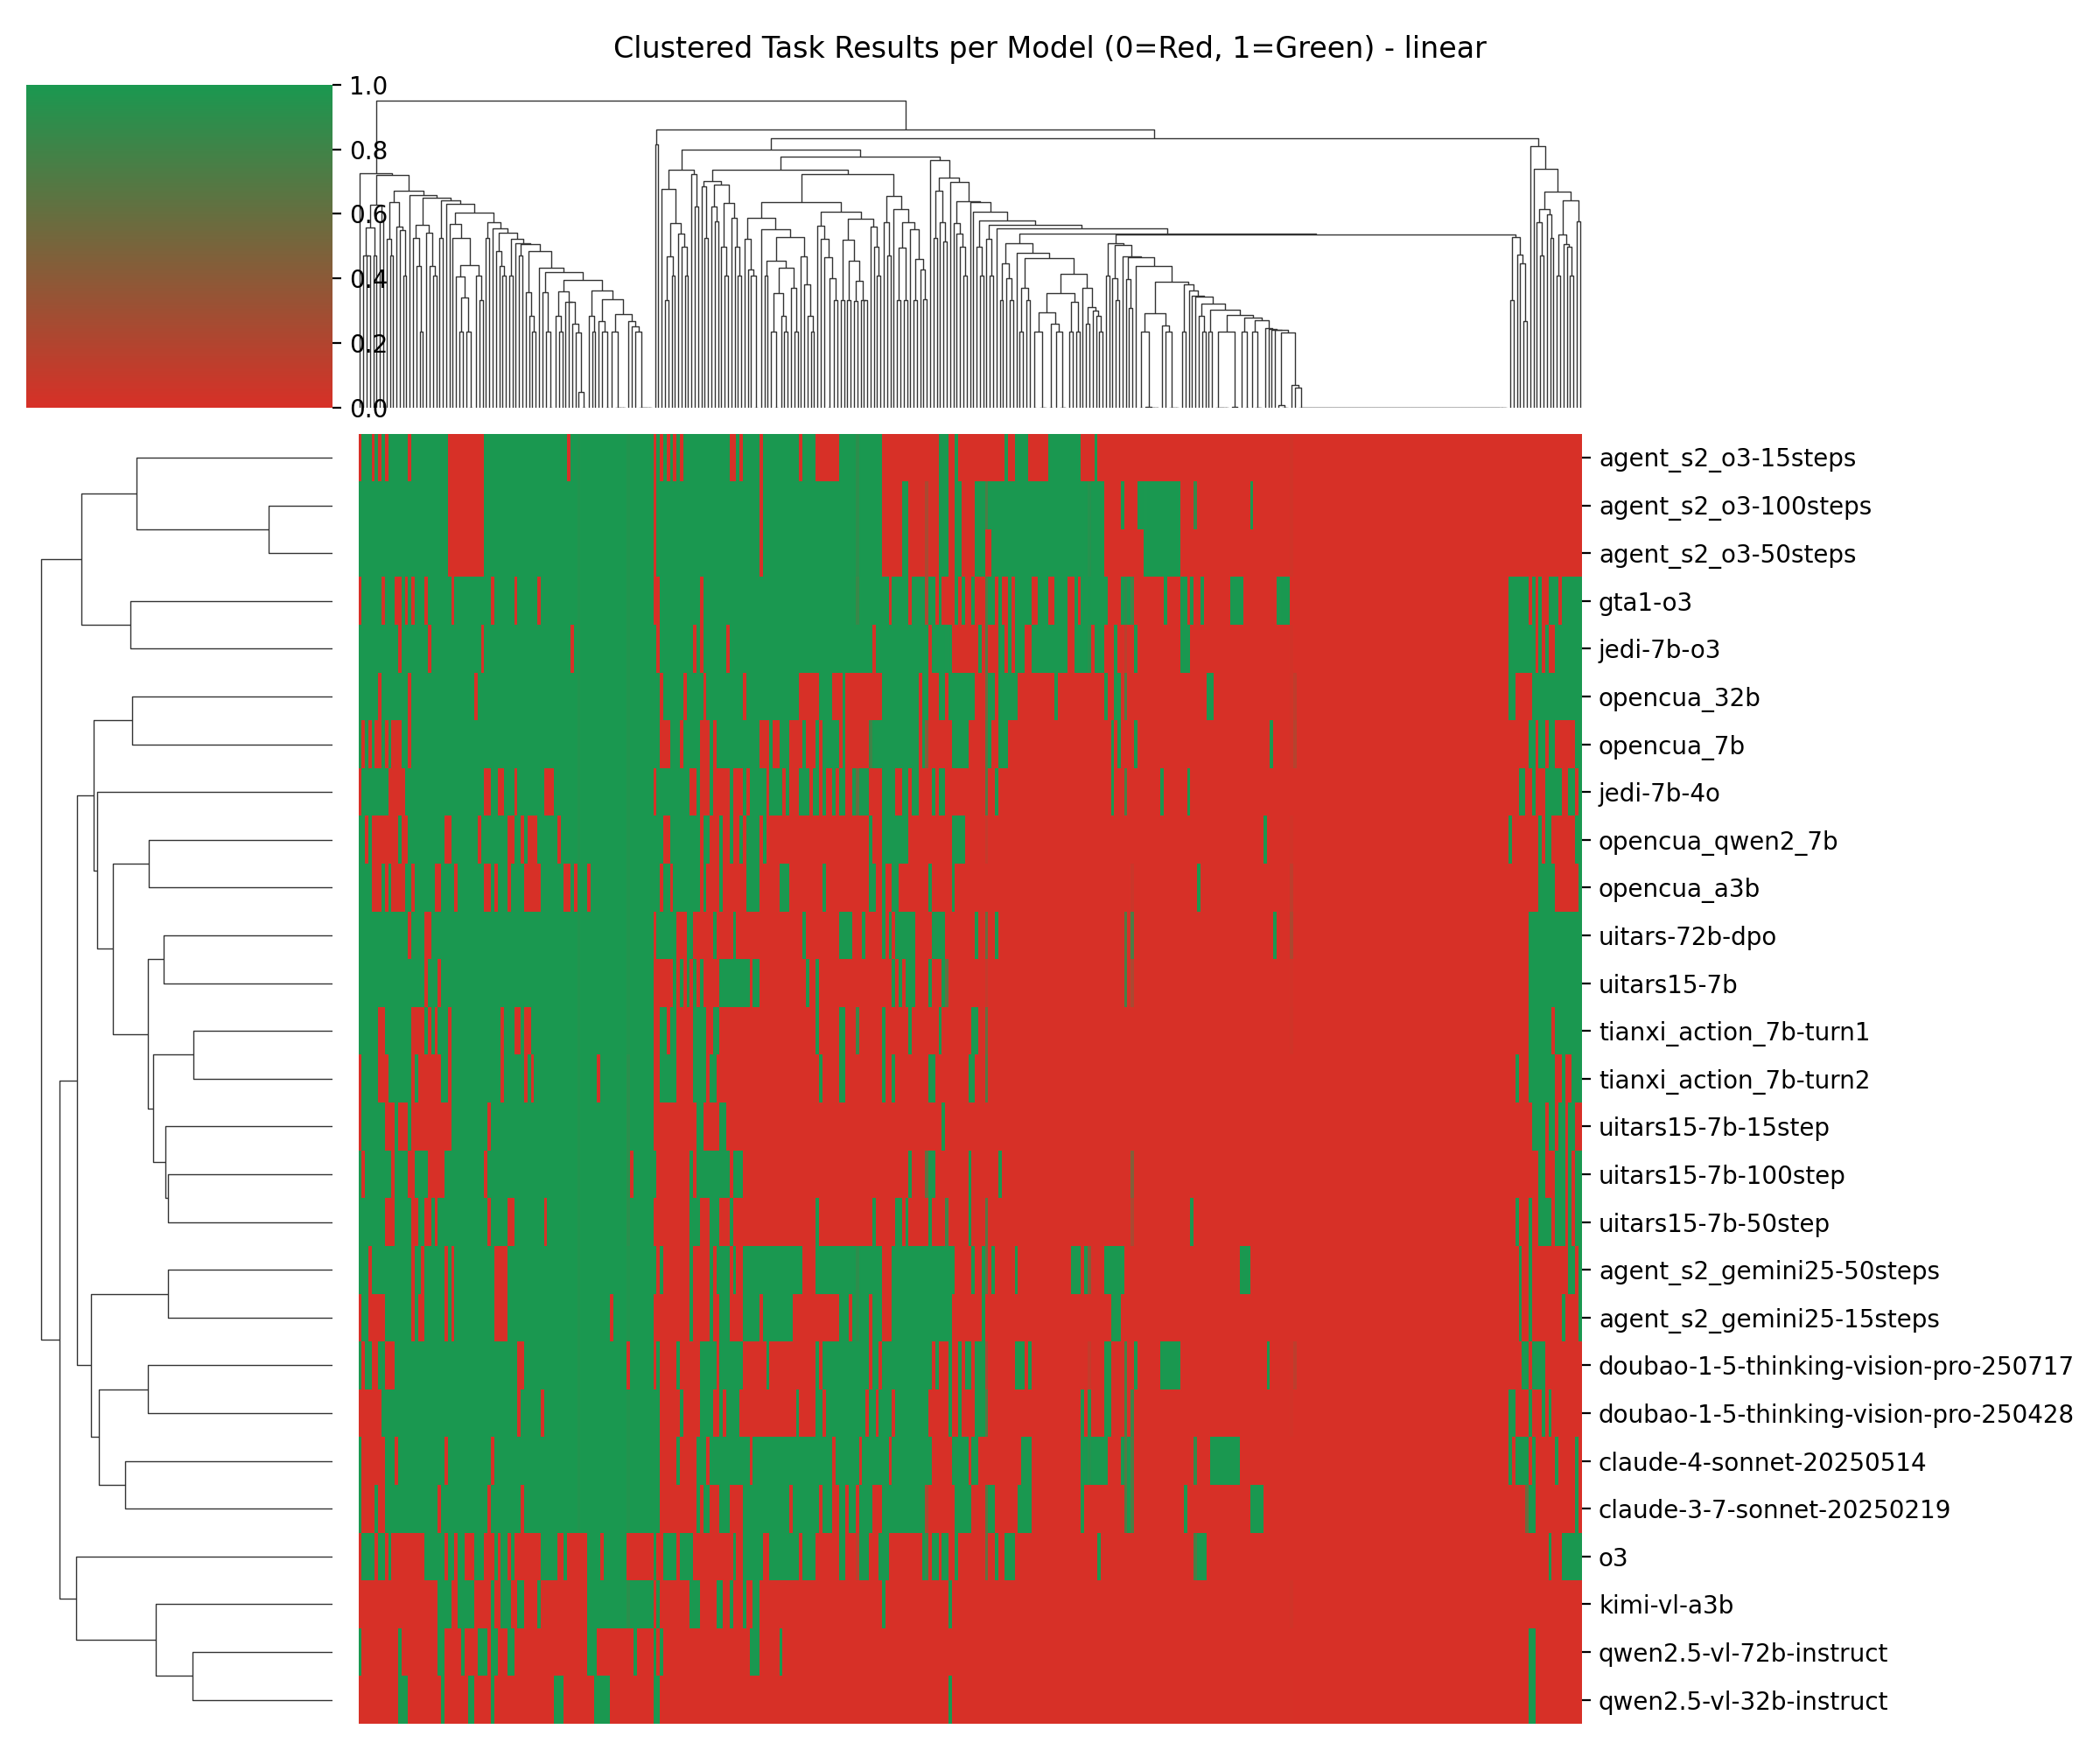 Clustered Task Results per Model (0=Red, 1=Green) - linear
1.0
0.8
0.6
0.4
0.2
0.0
agent_s2_o3-15steps
agent_s2_o3-100steps
agent_s2_o3-50steps
gta1-o3
jedi-7b-o3
opencua_32b
opencua_7b
jedi-7b-4o
opencua_qwen2_7b
opencua_a3b
uitars-72b-dpo
uitars15-7b
tianxi_action_7b-turn1
tianxi_action_7b-turn2
uitars15-7b-15step
uitars15-7b-100step
uitars15-7b-50step
agent_s2_gemini25-50steps
agent_s2_gemini25-15steps
doubao-1-5-thinking-vision-pro-250717
doubao-1-5-thinking-vision-pro-250428
claude-4-sonnet-20250514
claude-3-7-sonnet-20250219
o3
kimi-vl-a3b
qwen2.5-vl-72b-instruct
qwen2.5-vl-32b-instruct